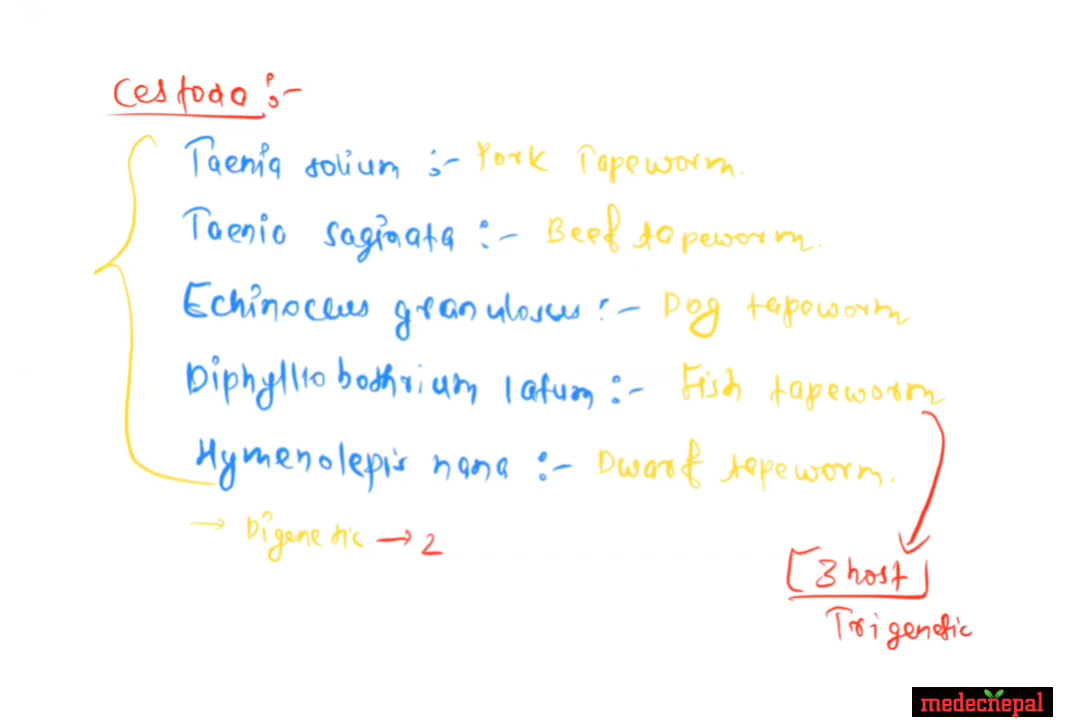 Cestoda :-
Taenia solium :- Pork Tapeworm.
Taenia saginata :- Beef tapeworm.
Echinoccus granulosus :- Dog tapeworm
Diphyllobothrium latum :- Fish tapeworm
Hymenolepis nana :- Dwarf tapeworm.
→ Digenetic → 2
[3 host]
Trigenetic
medecnepal